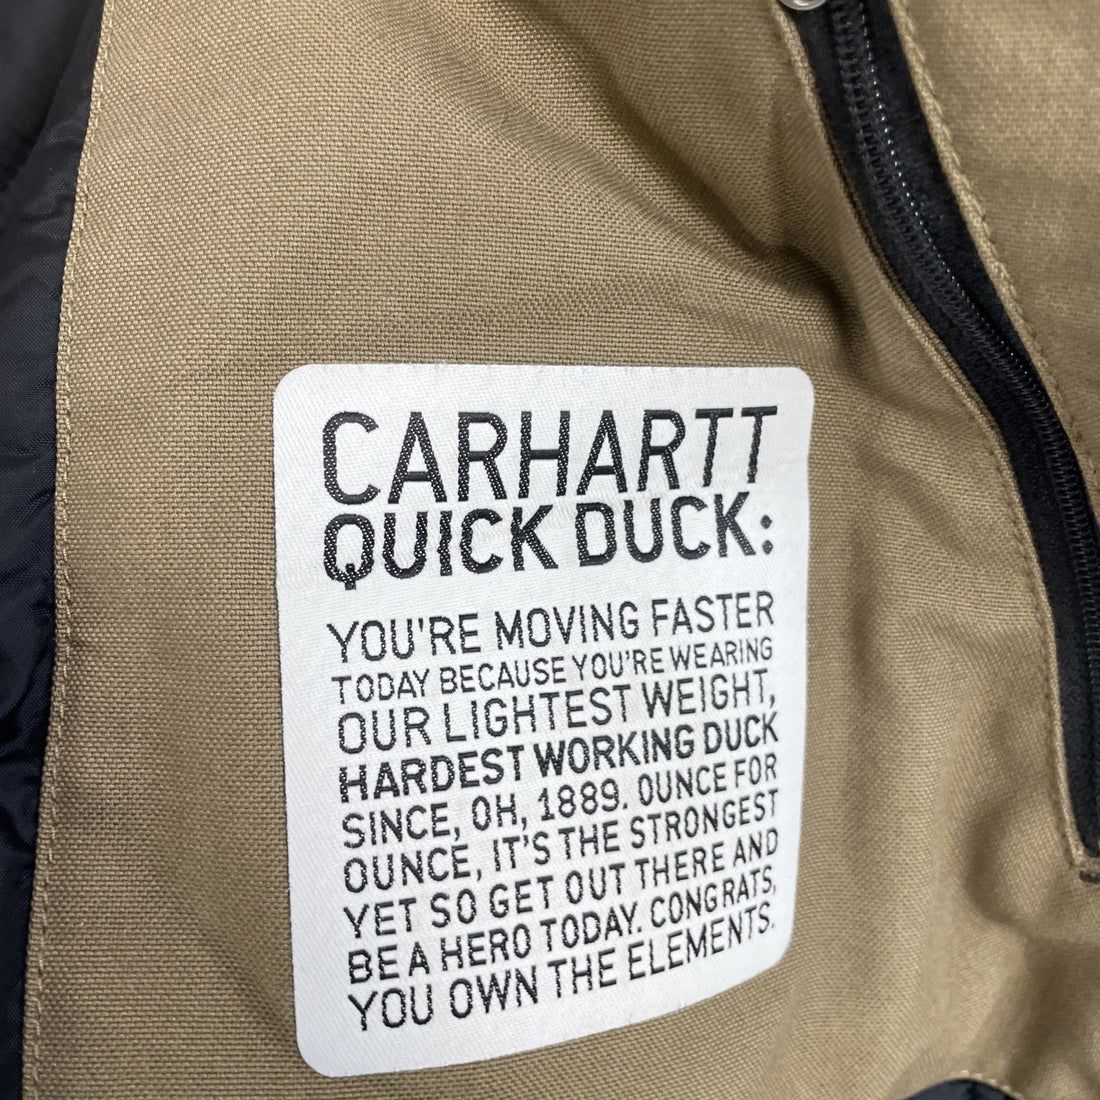 CARHARTT
QUICK DUCK:
YOU'RE MOVING FASTER
TODAY BECAUSE YOU'RE WEARING
OUR LIGHTEST WEIGHT,
HARDEST WORKING DUCK
SINCE, OH, 1889. OUNCE FOR
OUNCE, IT'S THE STRONGEST
YET SO GET OUT THERE AND
BE A HERO TODAY. CONGRATS,
YOU OWN THE ELEMENTS.